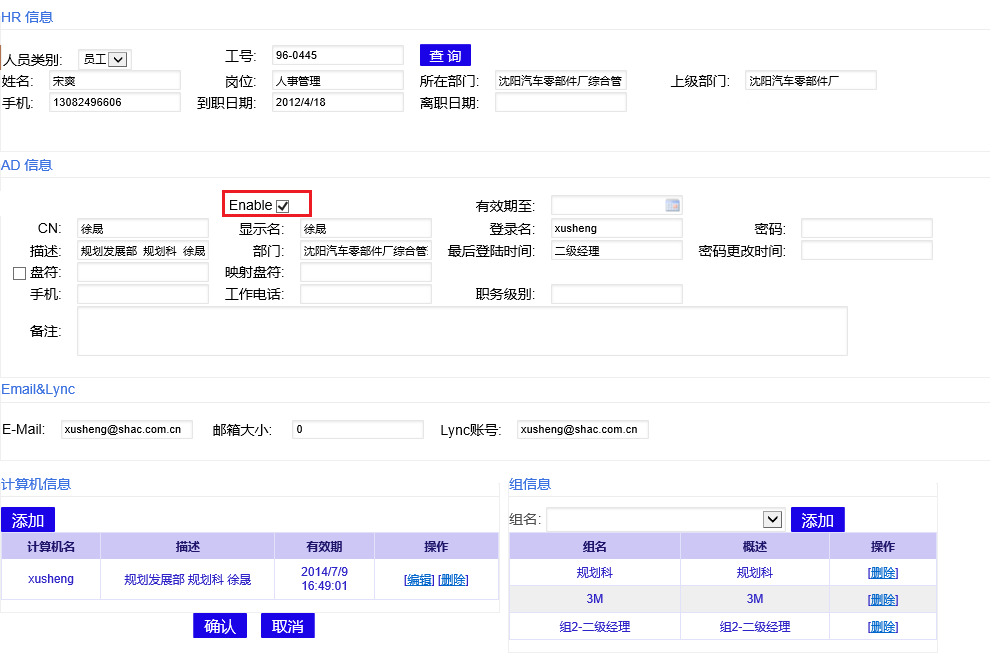 HR 信息
人员类别: 员工 工号: 96-0445 查 询
姓名: 宋爽 岗位: 人事管理 所在部门: 沈阳汽车零部件厂综合管 上级部门: 沈阳汽车零部件厂
手机: 13082496606 到职日期: 2012/4/18 离职日期:
AD 信息
Enable 有效期至:
CN: 徐晟 显示名: 徐晟 登录名: xusheng 密码:
描述: 规划发展部 规划科 徐晟 部门: 沈阳汽车零部件厂综合管 最后登陆时间: 二级经理 密码更改时间:
盘符: 映射盘符:
手机: 工作电话: 职务级别:
备注:
Email&Lync
E-Mail: xusheng@shac.com.cn 邮箱大小: 0 Lync账号: xusheng@shac.com.cn
计算机信息
添加
计算机名 描述 有效期 操作
xusheng 规划发展部 规划科 徐晟 2014/7/9 16:49:01 [编辑] [删除]
确认 取消
组信息
组名: 添加
组名 概述 操作
规划科 规划科 [删除]
3M 3M [删除]
组2-二级经理 组2-二级经理 [删除]